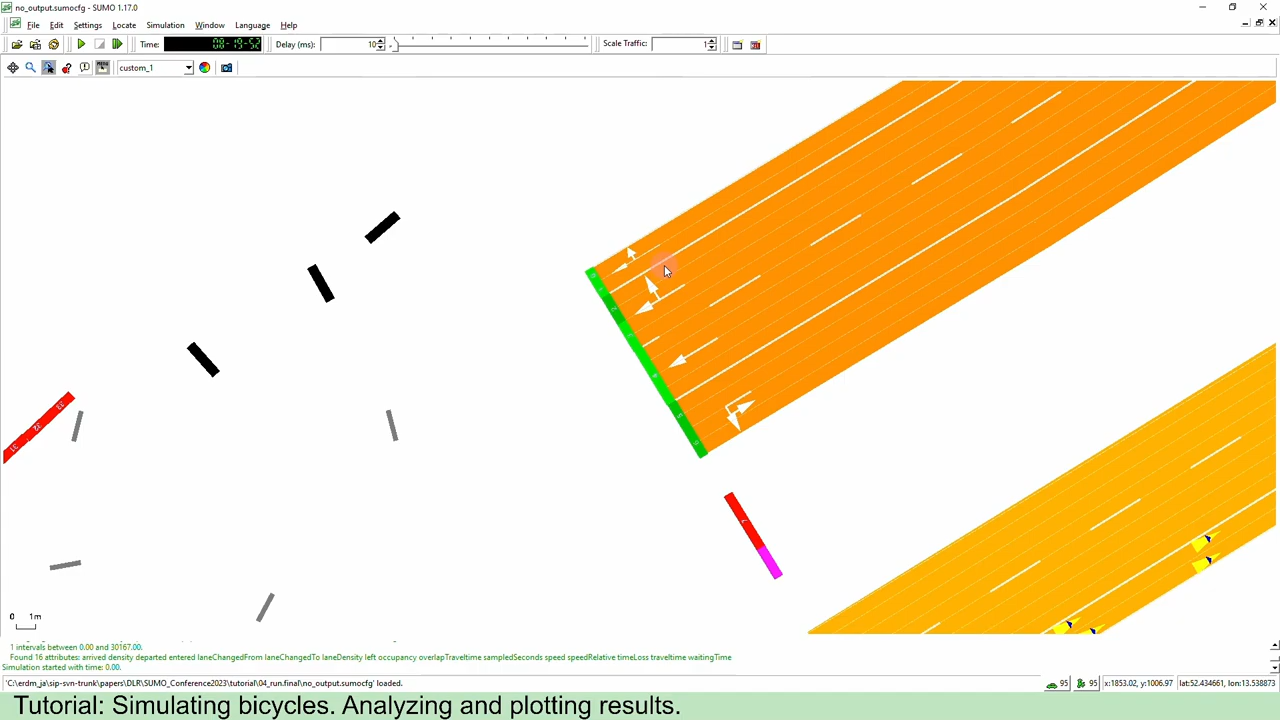 no_output.sumocfg - SUMO 1.17.0
File Edit Settings Locate Simulation Window Language Help
Time: 08-19-52 Delay (ms): 10 Scale Traffic: 1
custom_1
0 1m
1 intervals between 0.00 and 30167.00.
Found 16 attributes: arrived density departed entered laneChangedFrom laneChangedTo laneDensity left occupancy overlapTraveltime sampledSeconds speed speedRelative timeLoss traveltime waitingTime
Simulation started with time: 0.00.
'C:\erdm_ja\sip-svn-trunk\papers\DLR\SUMO_Conference2023\tutorial\04_run.final\no_output.sumocfg' loaded. 95 95 x:1853.02, y:1006.97 lat:52.434661, lon:13.538873
Tutorial: Simulating bicycles. Analyzing and plotting results.